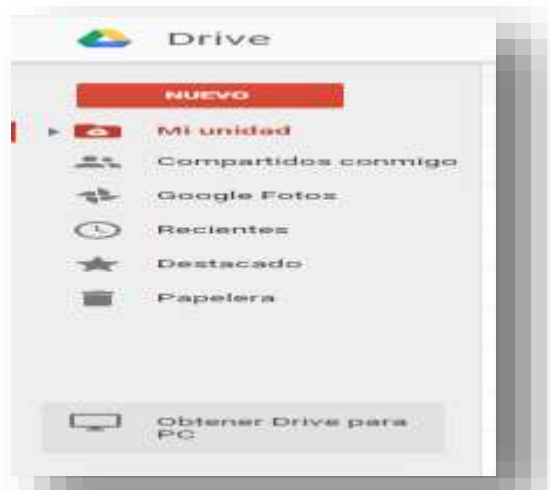 Drive
NUEVO
Mi unidad
Compartidos conmigo
Google Fotos
Recientes
Destacado
Papelera
Obtener Drive para
PC